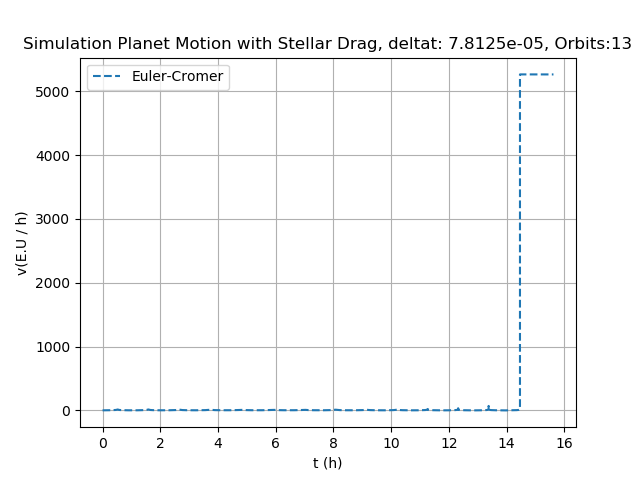 Simulation Planet Motion with Stellar Drag, deltat: 7.8125e-05, Orbits:13
Euler-Cromer
5000
4000
3000
2000
1000
0
v(E.U / h)
0 2 4 6 8 10 12 14 16
t (h)